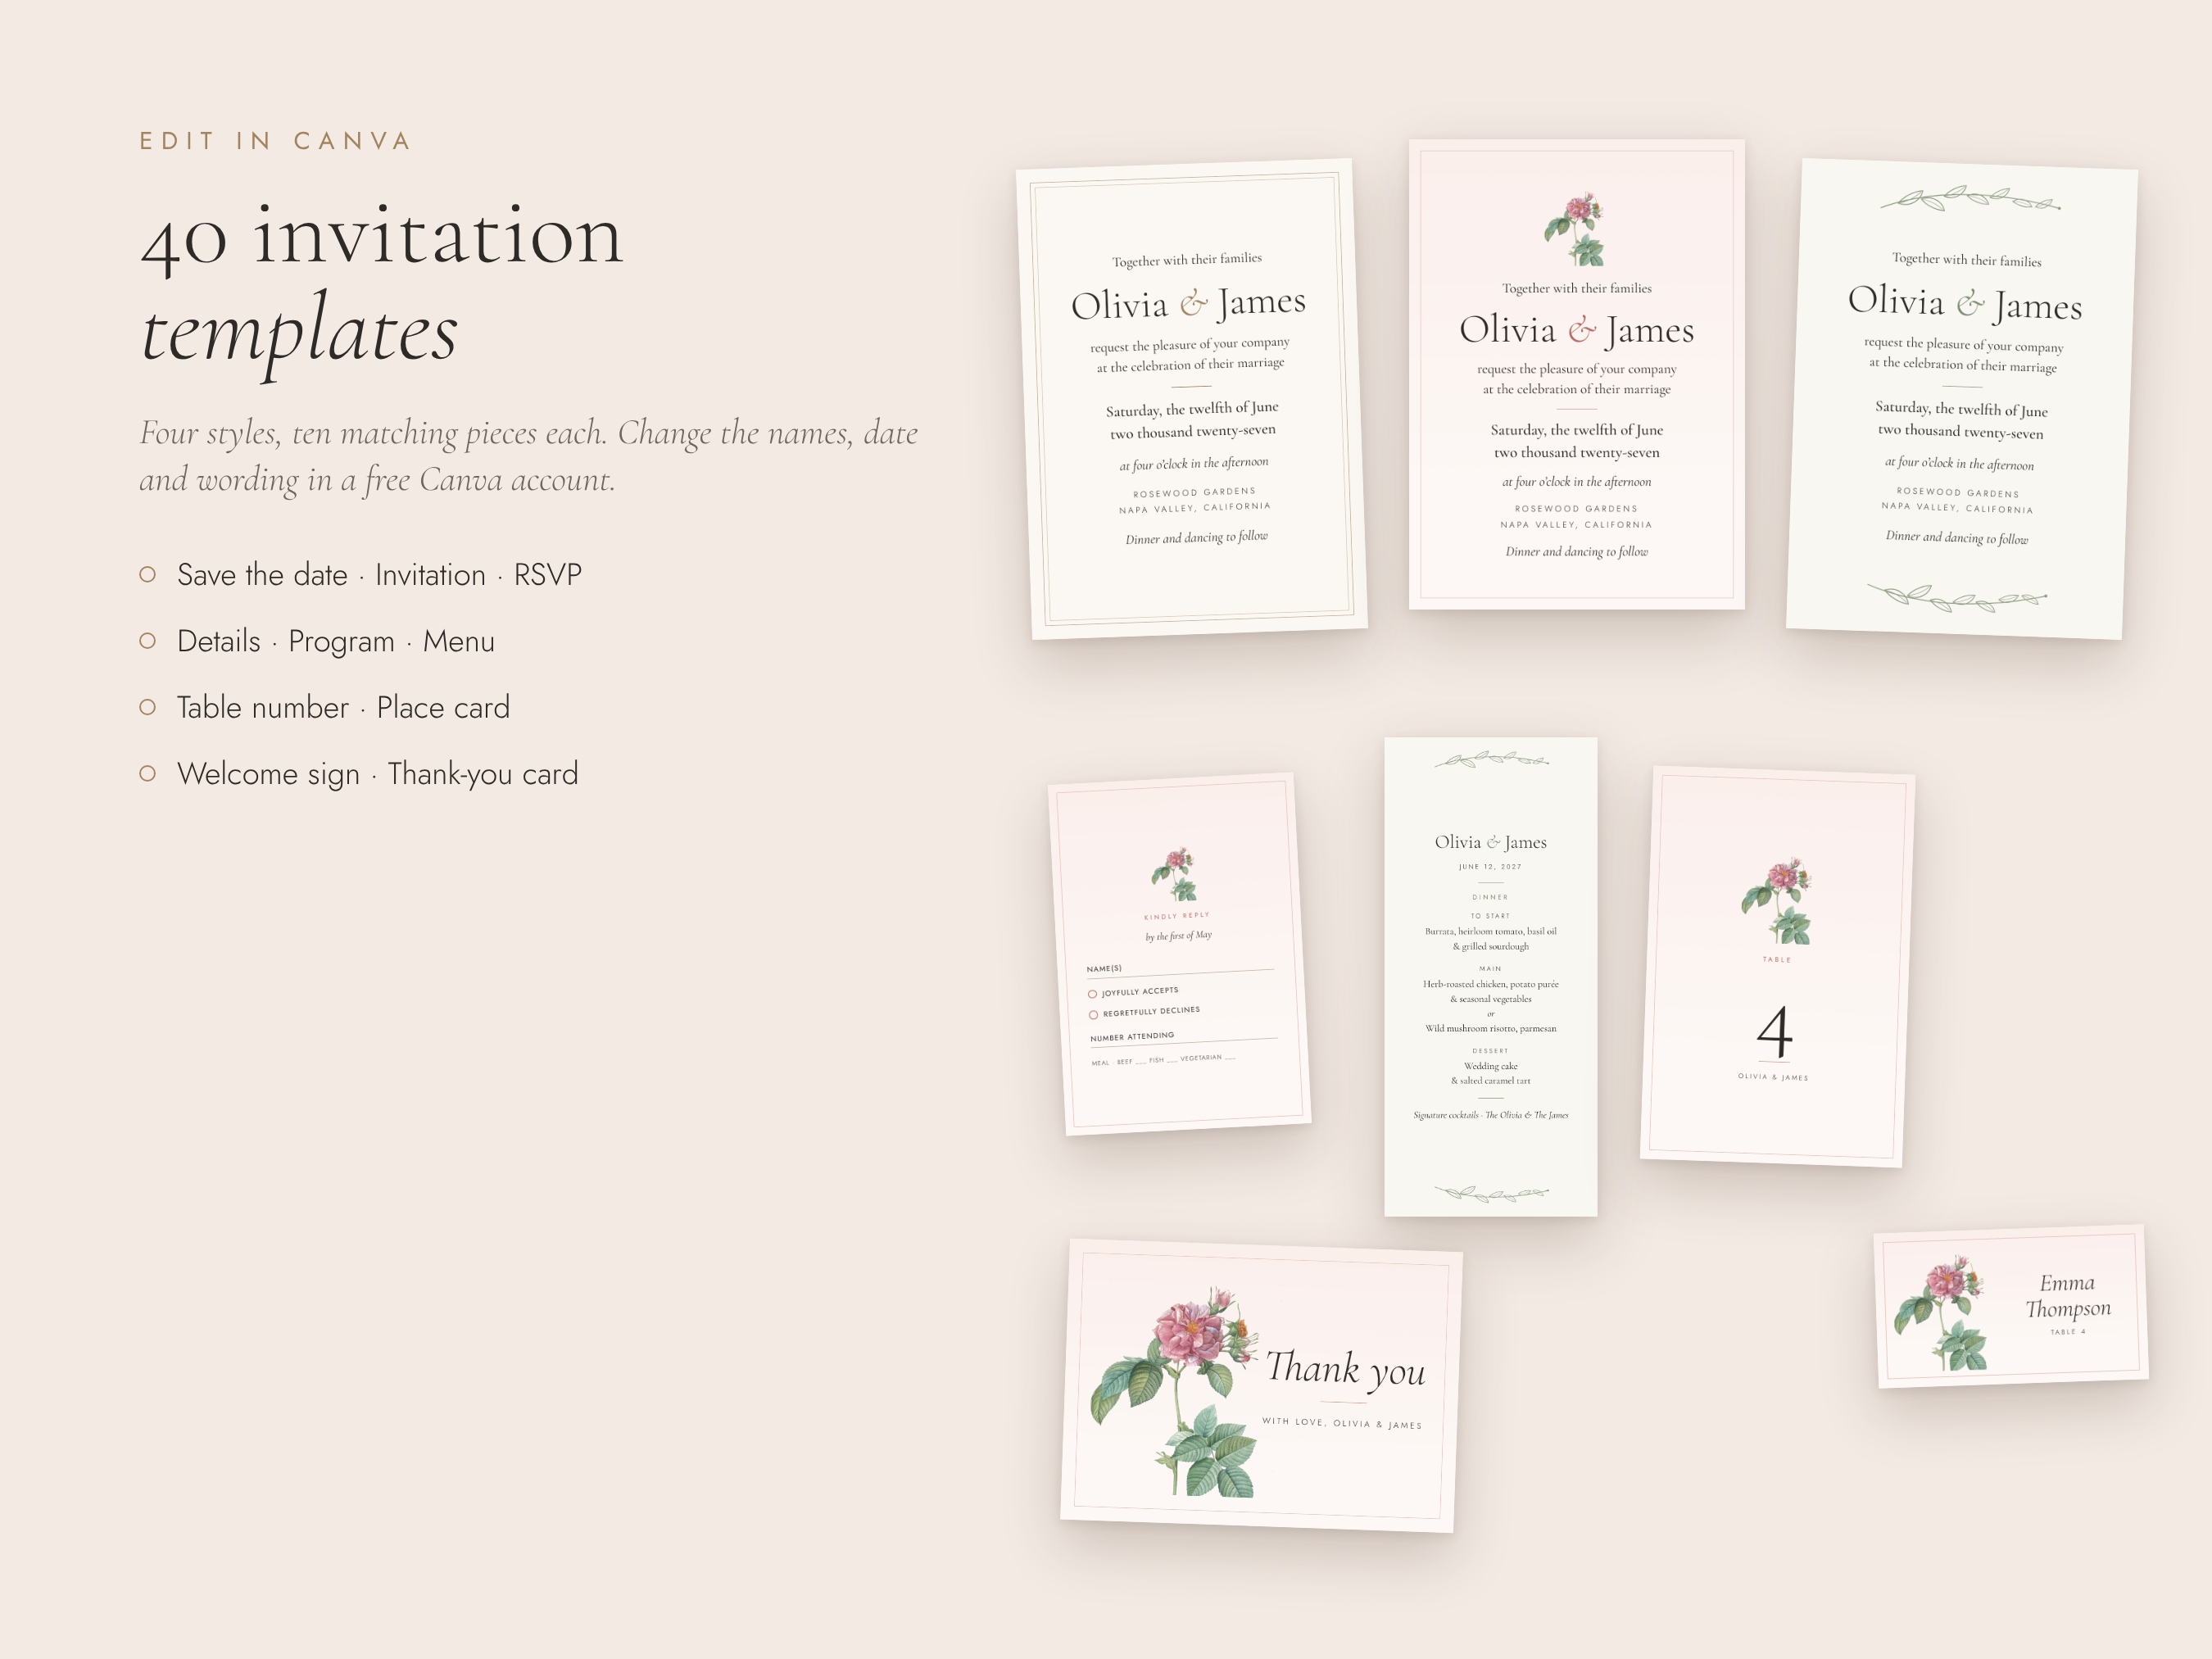 EDIT IN CANVA
40 invitation
templates
Four styles, ten matching pieces each. Change the names, date
and wording in a free Canva account.
Save the date · Invitation · RSVP
Details · Program · Menu
Table number · Place card
Welcome sign · Thank-you card
Together with their families
Olivia & James
request the pleasure of your company
at the celebration of their marriage
Saturday, the twelfth of June
two thousand twenty-seven
at four o'clock in the afternoon
ROSEWOOD GARDENS
NAPA VALLEY, CALIFORNIA
Dinner and dancing to follow
Together with their families
Olivia & James
request the pleasure of your company
at the celebration of their marriage
Saturday, the twelfth of June
two thousand twenty-seven
at four o'clock in the afternoon
ROSEWOOD GARDENS
NAPA VALLEY, CALIFORNIA
Dinner and dancing to follow
Together with their families
Olivia & James
request the pleasure of your company
at the celebration of their marriage
Saturday, the twelfth of June
two thousand twenty-seven
at four o'clock in the afternoon
ROSEWOOD GARDENS
NAPA VALLEY, CALIFORNIA
Dinner and dancing to follow
KINDLY REPLY
by the first of May
NAME(S)
JOYFULLY ACCEPTS
REGRETFULLY DECLINES
NUMBER ATTENDING
MEAL · BEEF ___ FISH ___ VEGETARIAN ___
Olivia & James
JUNE 12, 2027
DINNER
TO START
Burrata, heirloom tomato, basil oil
& grilled sourdough
MAIN
Herb-roasted chicken, potato purée
& seasonal vegetables
or
Wild mushroom risotto, parmesan
DESSERT
Wedding cake
& salted caramel tart
Signature cocktails · The Olivia & The James
TABLE
4
OLIVIA & JAMES
Thank you
WITH LOVE, OLIVIA & JAMES
Emma
Thompson
TABLE 4